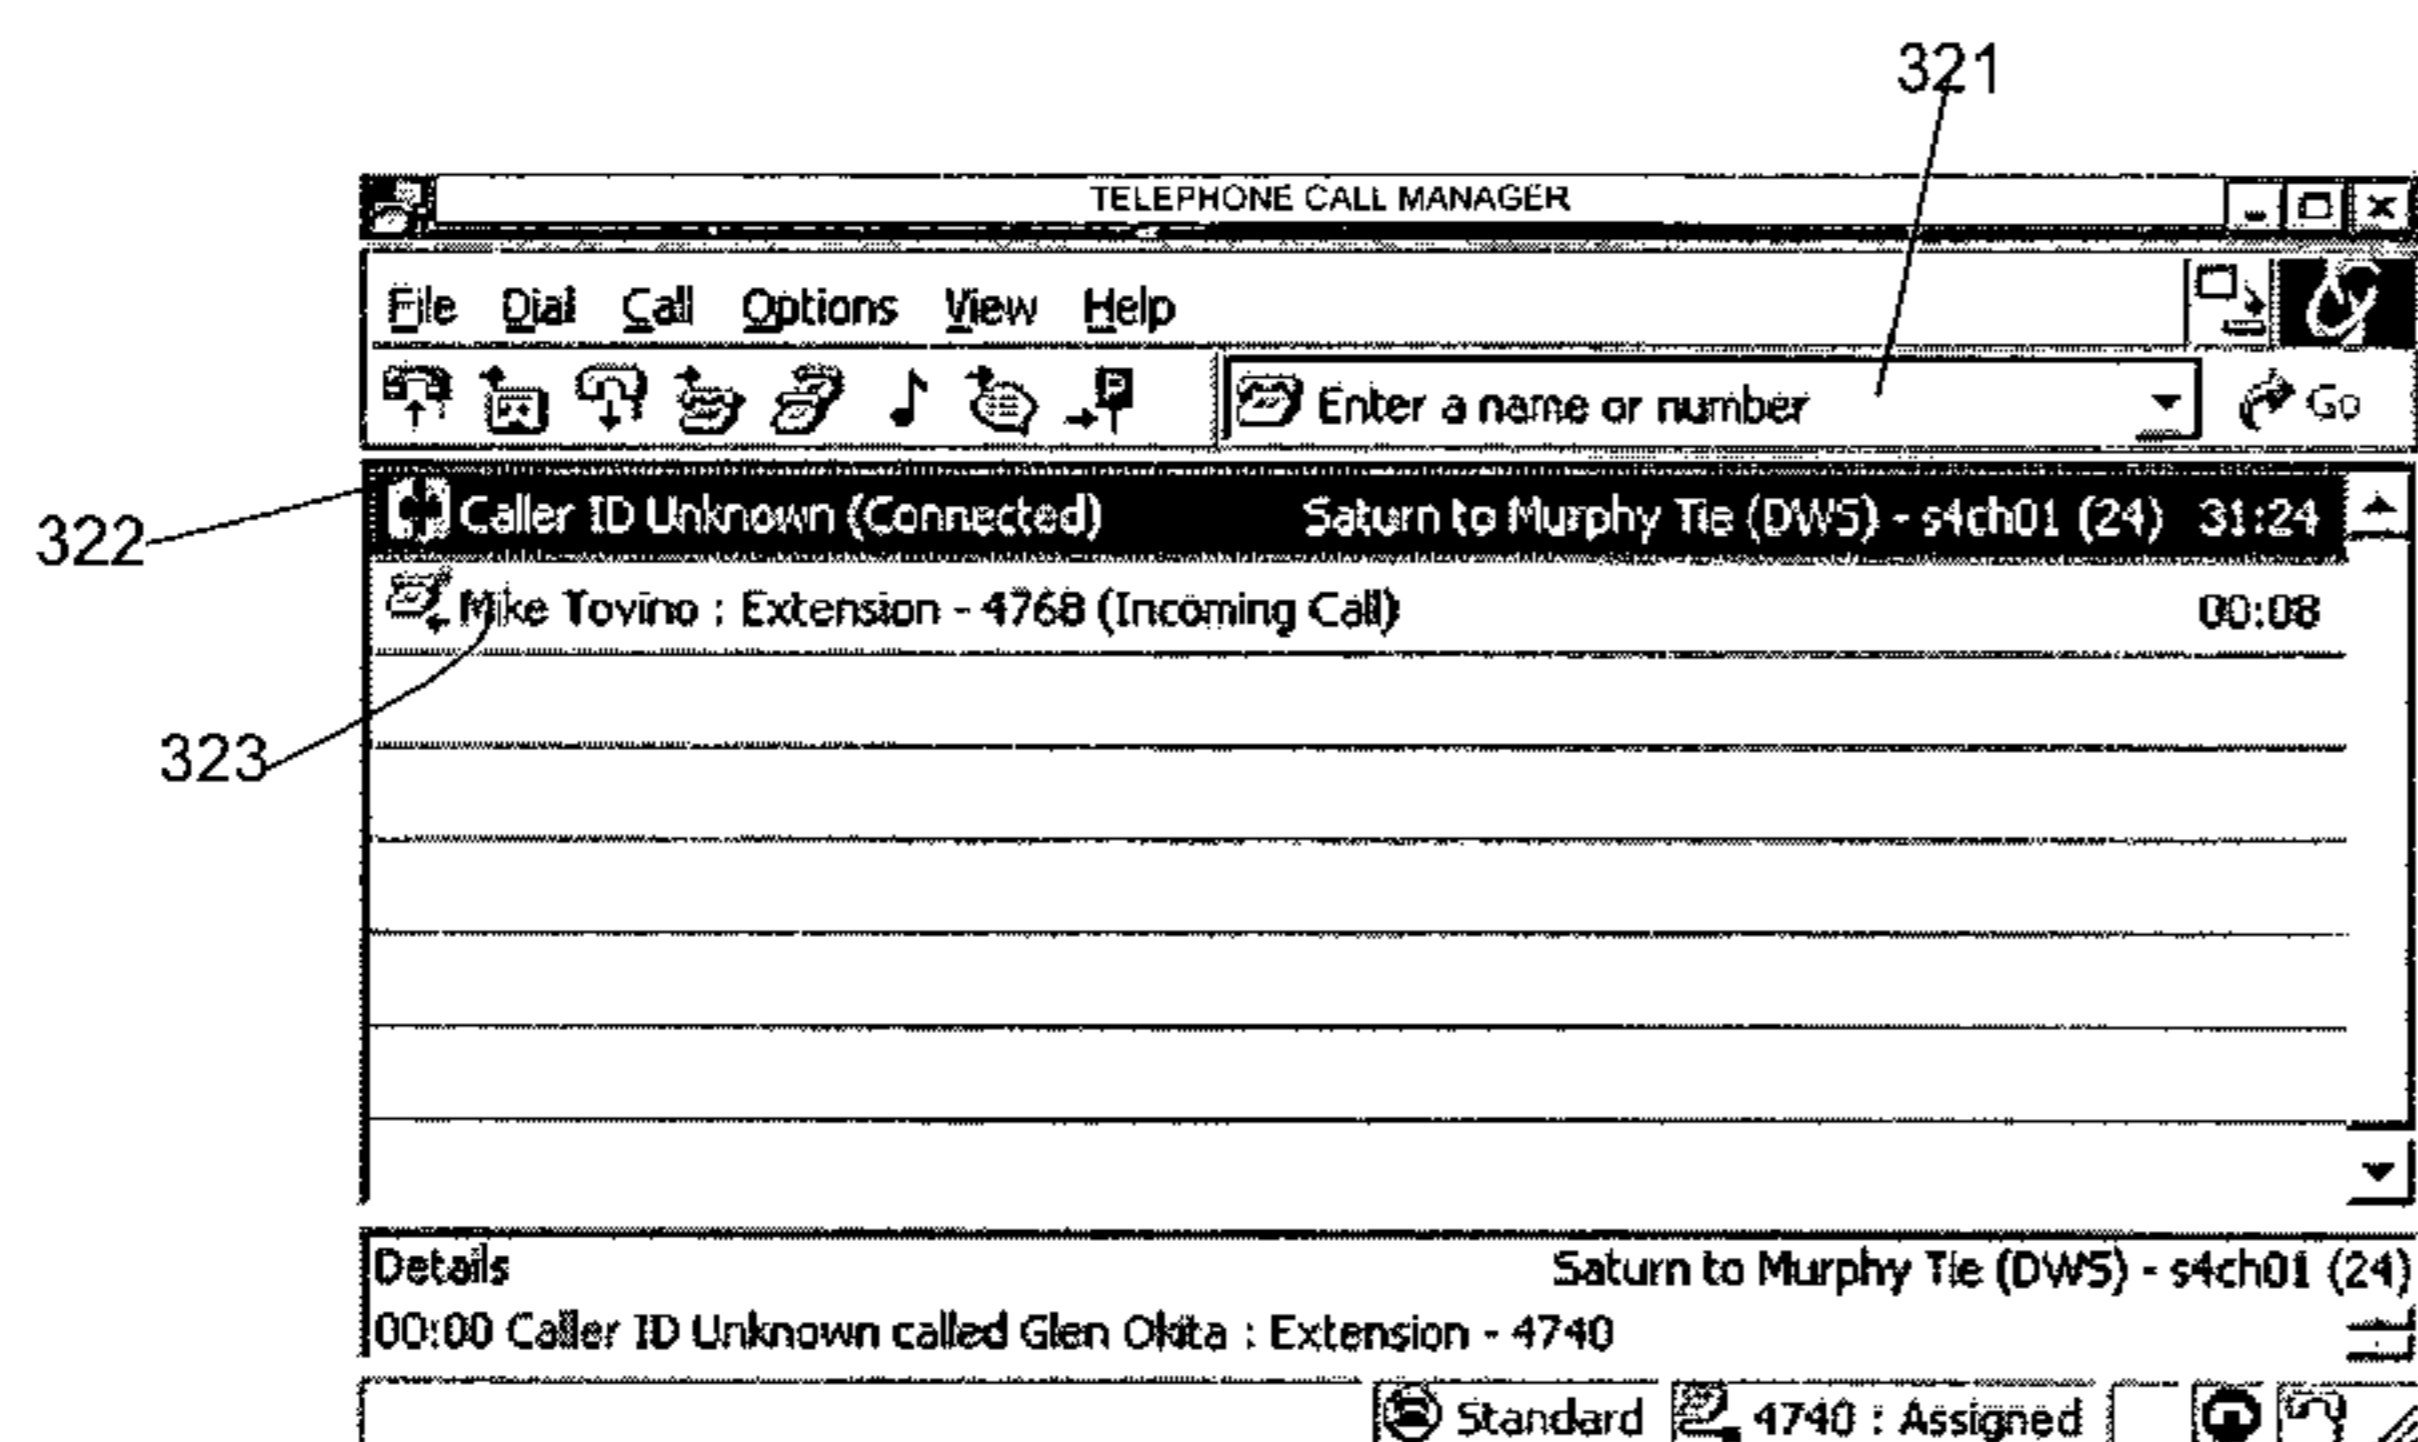 321
TELEPHONE CALL MANAGER
File Dial Call Options View Help
Enter a name or number Go
322 Caller ID Unknown (Connected) Saturn to Murphy Tie (DW5) - s4ch01 (24) 31:24
Mike Tovino : Extension - 4768 (Incoming Call) 00:08
323
Details Saturn to Murphy Tie (DW5) - s4ch01 (24)
00:00 Caller ID Unknown called Glen Okita : Extension - 4740
Standard 4740 : Assigned